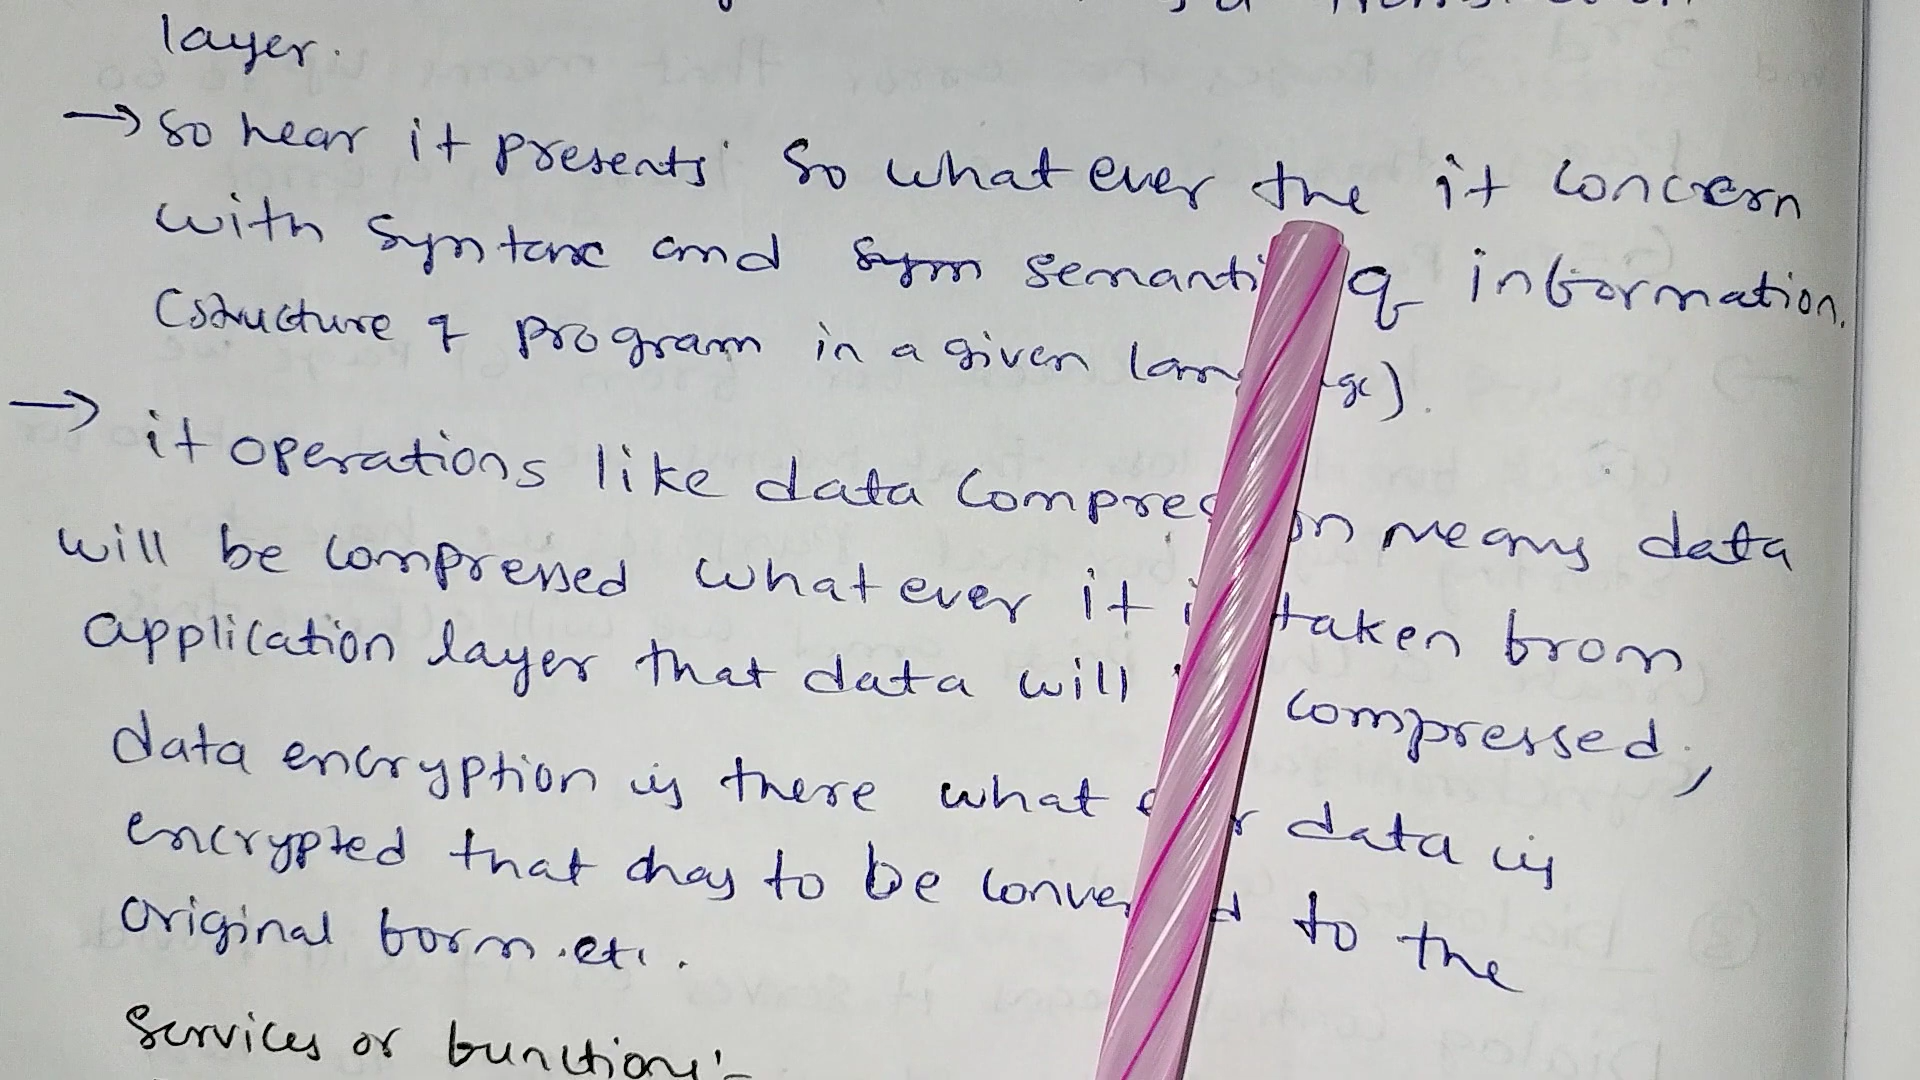 layer.
→ so hear it presents so what ever the it concern
with syntax and sym semanti of information.
(structure of program in a given
→ it operations like data means data
will be compressed what ever it taken from
application layer that data will compressed,
data encryption is there what data is
encrypted that has to be to the
original form .etc.
Services or functions:-